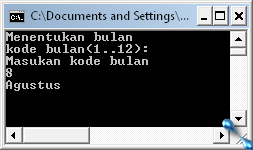 C:\Documents and Settings\...
Menentukan bulan
kode bulan(1..12):
Masukan kode bulan
8
Agustus